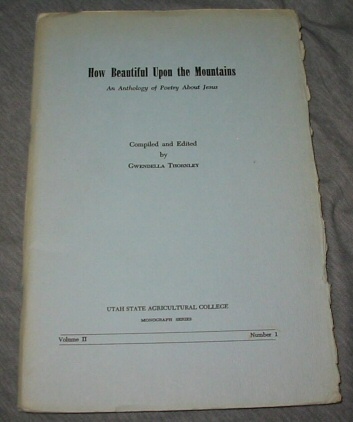 How Beautiful Upon the Mountains
An Anthology of Poetry About Jesus
Compiled and Edited
by
GWENDELLA THORNLEY
UTAH STATE AGRICULTURAL COLLEGE
MONOGRAPH SERIES
Volume II Number 1